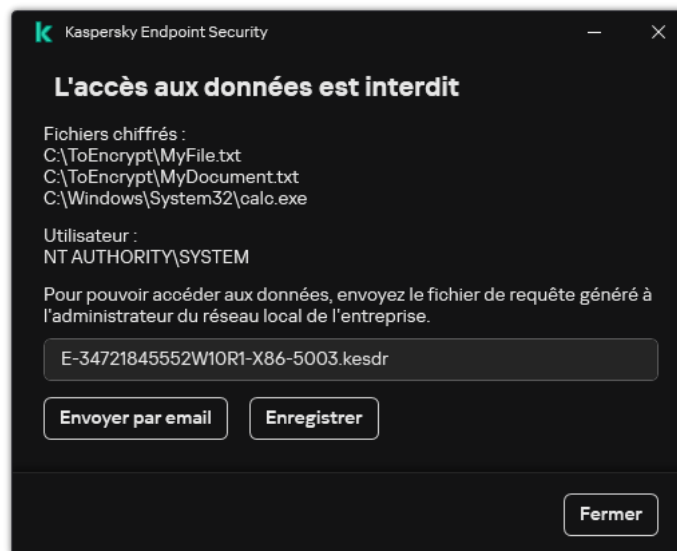 Kaspersky Endpoint Security
L'accès aux données est interdit
Fichiers chiffrés :
C:\ToEncrypt\MyFile.txt
C:\ToEncrypt\MyDocument.txt
C:\Windows\System32\calc.exe
Utilisateur :
NT AUTHORITY\SYSTEM
Pour pouvoir accéder aux données, envoyez le fichier de requête généré à
l'administrateur du réseau local de l'entreprise.
E-34721845552W10R1-X86-5003.kesdr
Envoyer par email Enregistrer
Fermer